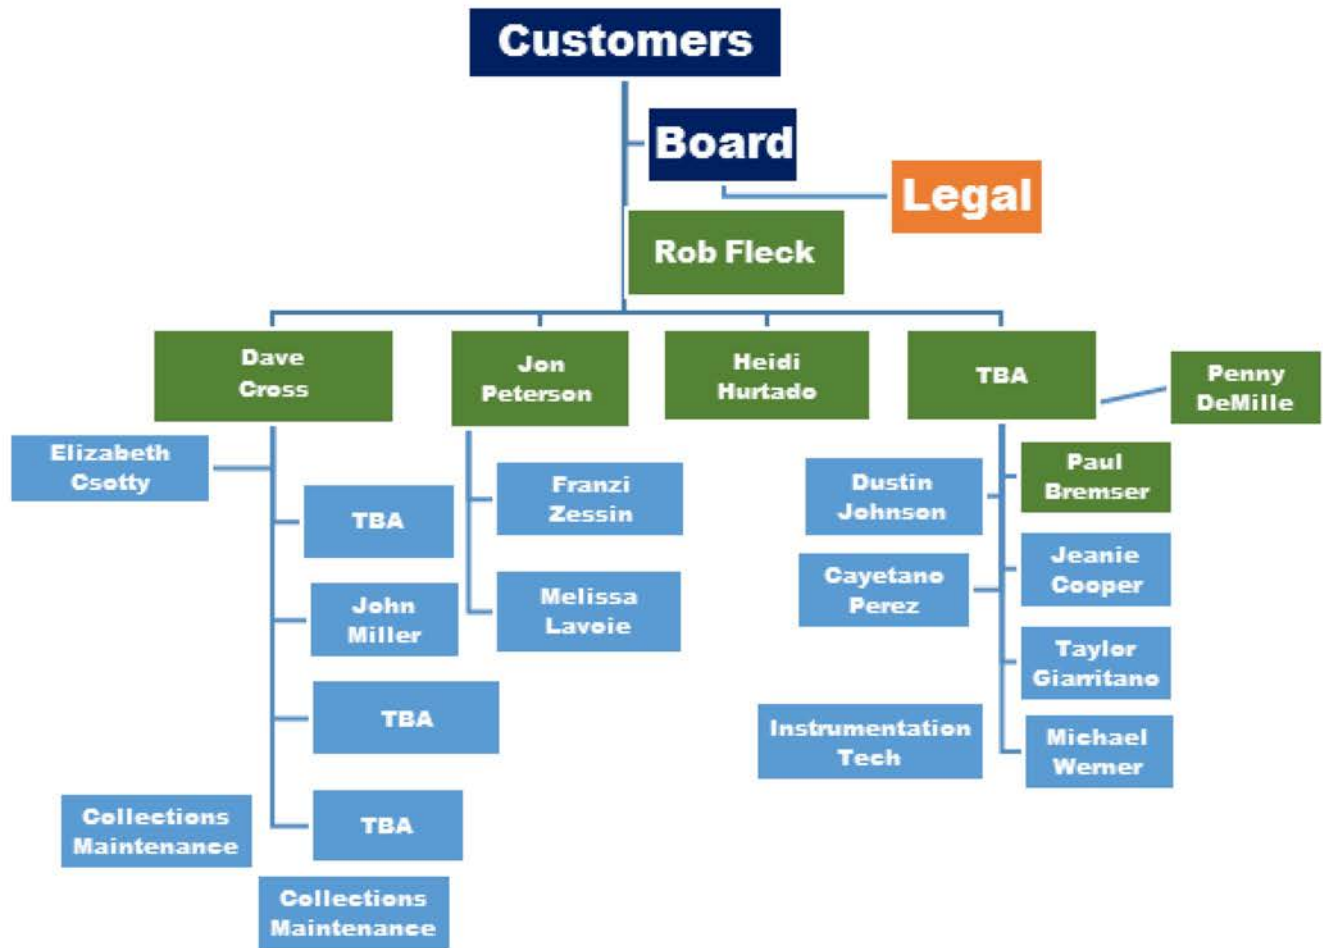 Customers
Board
Legal
Rob Fleck
Dave
Cross
Jon
Peterson
Heidi
Hurtado
TBA
Penny
DeMille
Elizabeth
Csotty
TBA
John
Miller
TBA
TBA
Collections
Maintenance
Collections
Maintenance
Franzi
Zessin
Melissa
Lavoie
Dustin
Johnson
Cayetano
Perez
Instrumentation
Tech
Paul
Bremser
Jeanie
Cooper
Taylor
Giarritano
Michael
Werner